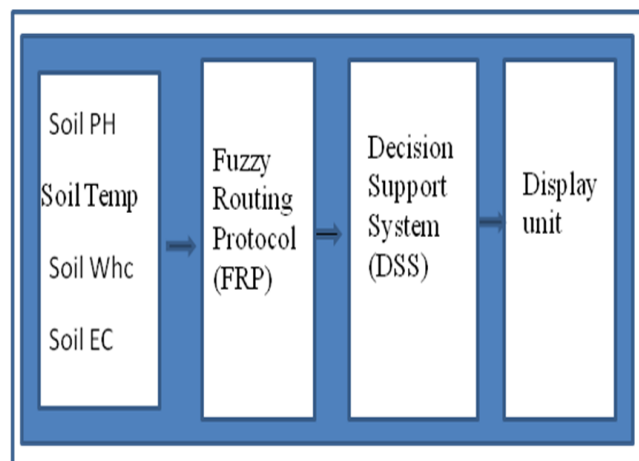 Soil PH
Soil Temp
Soil Whc
Soil EC
Fuzzy
Routing
Protocol
(FRP)
Decision
Support
System
(DSS)
Display
unit